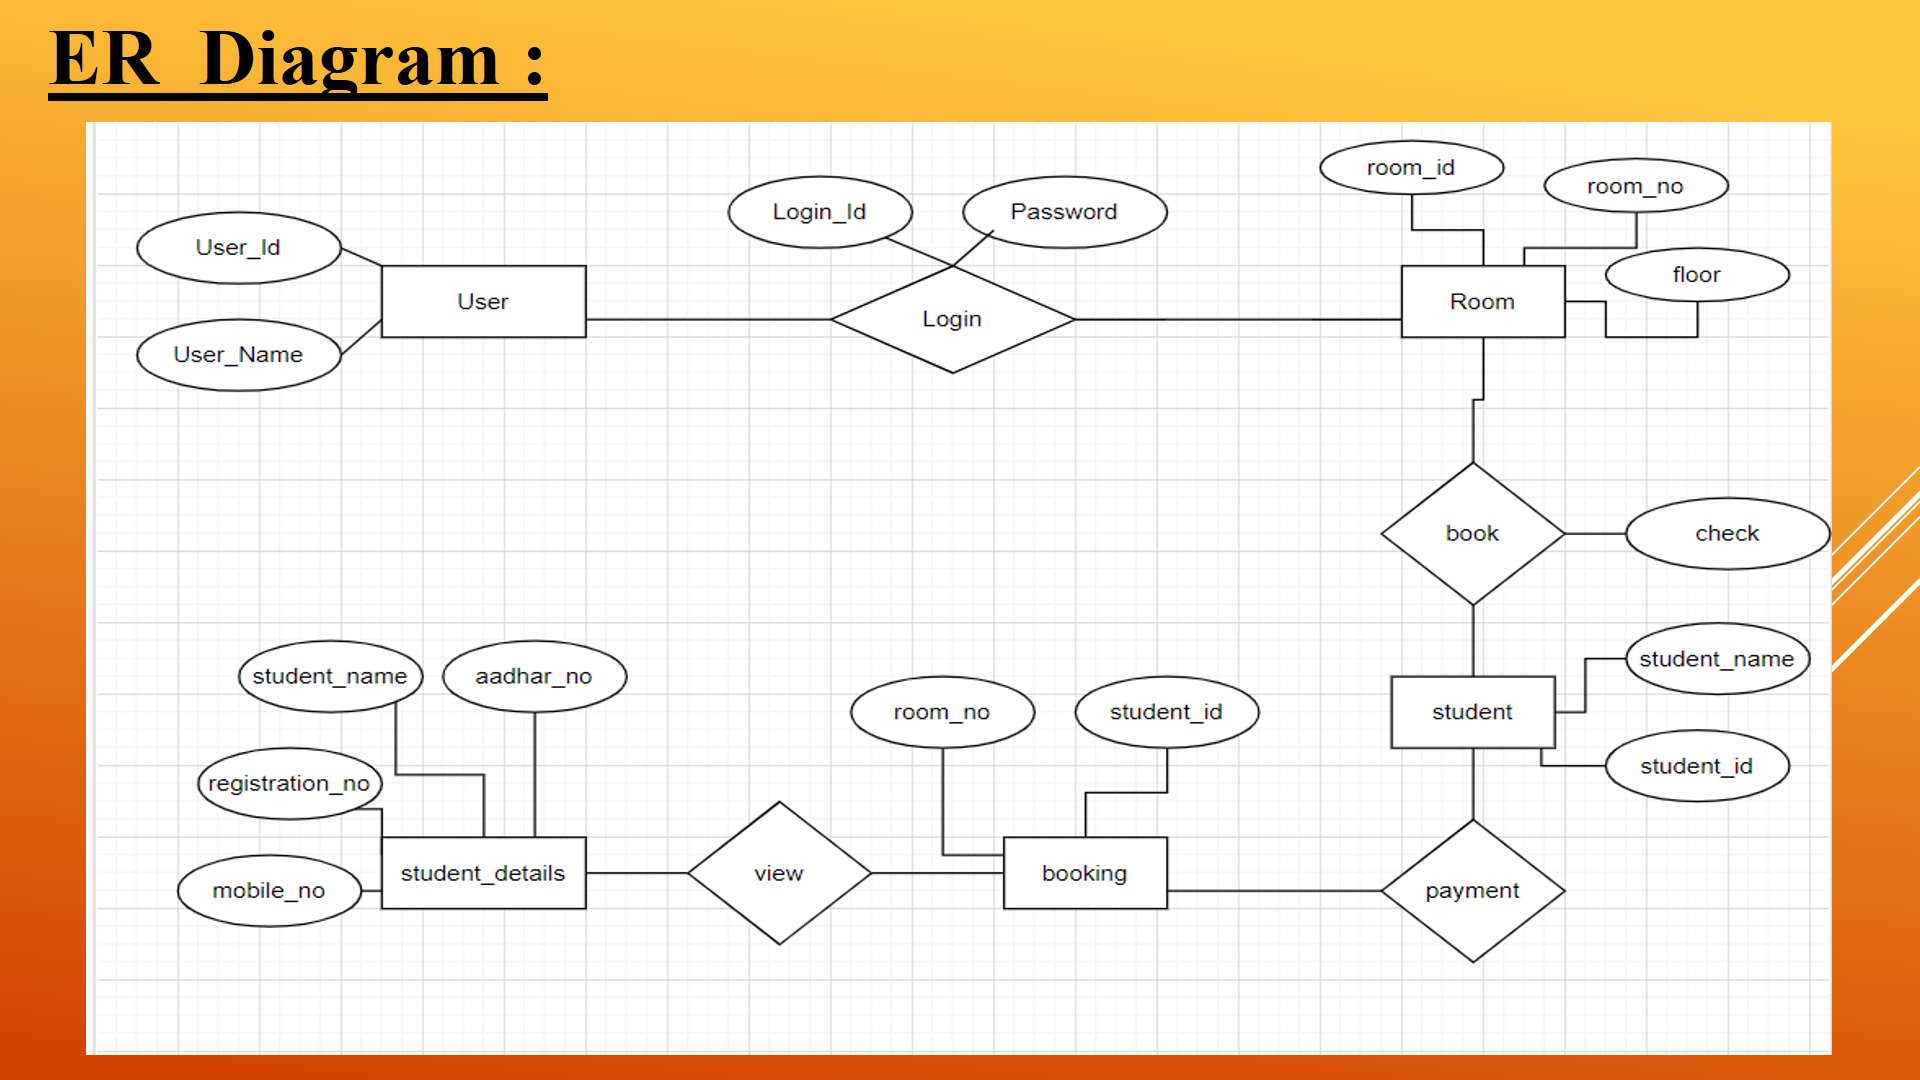 ER  Diagram :
room_id
room_no
Login_Id
Password
User_Id
floor
User
Login
Room
User_Name
book
check
student_name
student_name
aadhar_no
room_no
student_id
student
student_id
registration_no
student_details
view
booking
payment
mobile_no